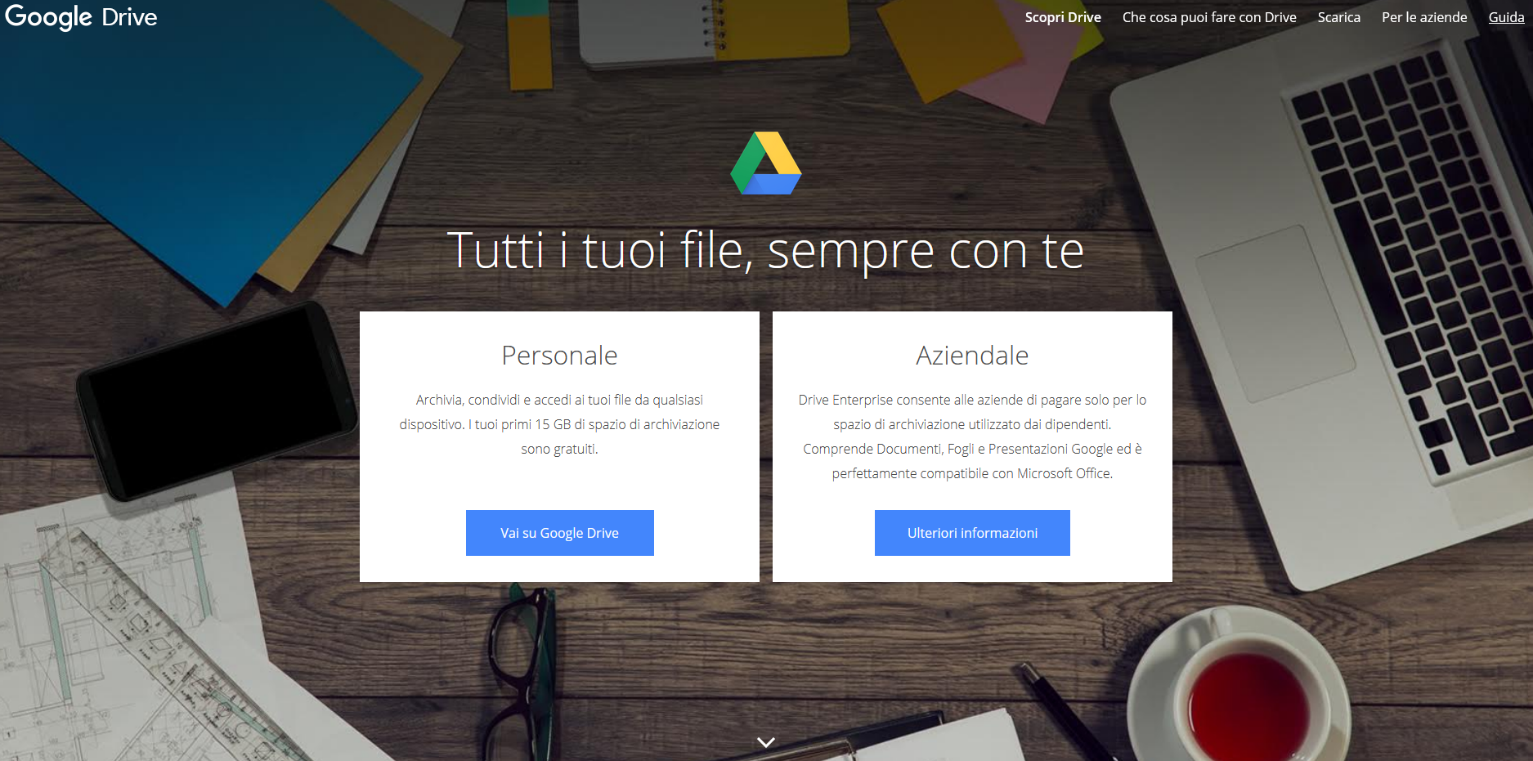 Google Drive
Scopri Drive
Che cosa puoi fare con Drive
Scarica
Per le aziende
Guida
Tutti i tuoi file, sempre con te
Personale
Archivia, condividi e accedi ai tuoi file da qualsiasi
dispositivo. I tuoi primi 15 GB di spazio di archiviazione
sono gratuiti.
Vai su Google Drive
Aziendale
Drive Enterprise consente alle aziende di pagare solo per lo
spazio di archiviazione utilizzato dai dipendenti.
Comprende Documenti, Fogli e Presentazioni Google ed è
perfettamente compatibile con Microsoft Office.
Ulteriori informazioni